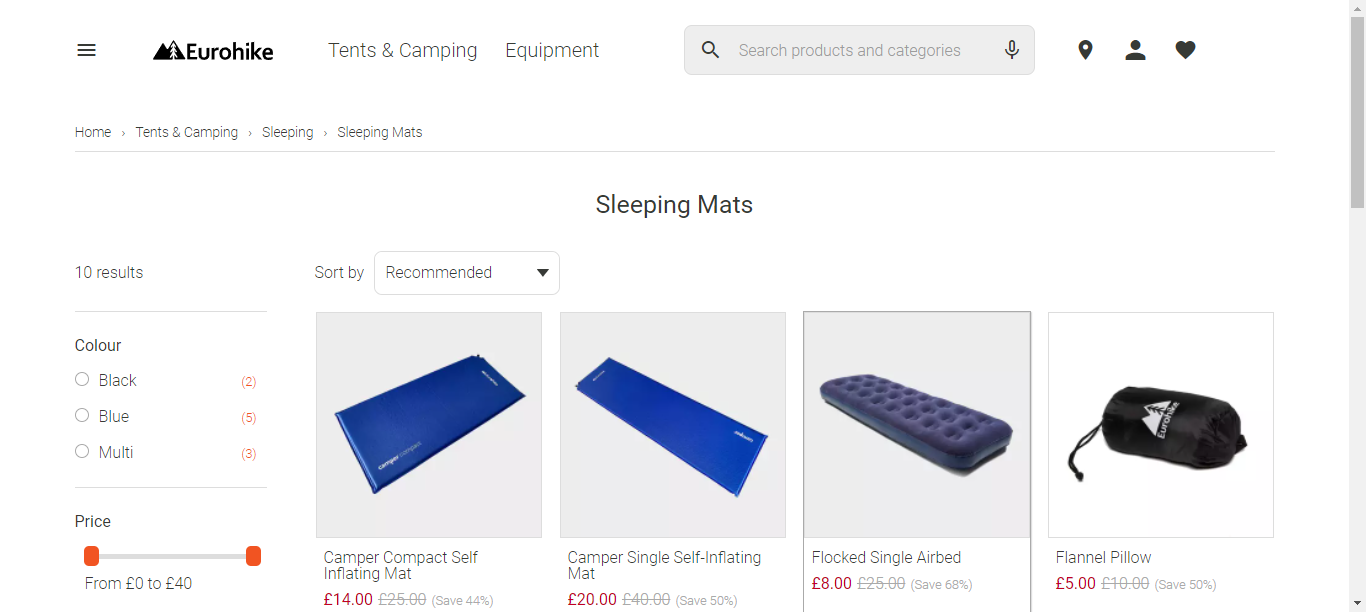 Eurohike
Tents & Camping
Equipment
Search products and categories
Home › Tents & Camping › Sleeping › Sleeping Mats
Sleeping Mats
10 results
Sort by
Recommended
Colour
Black (2)
Blue (5)
Multi (3)
Price
From £0 to £40
camper compact
Camper Compact Self
Inflating Mat
£14.00 £25.00 (Save 44%)
Camper Single Self-Inflating
Mat
£20.00 £40.00 (Save 50%)
Flocked Single Airbed
£8.00 £25.00 (Save 68%)
Eurohike
Flannel Pillow
£5.00 £10.00 (Save 50%)